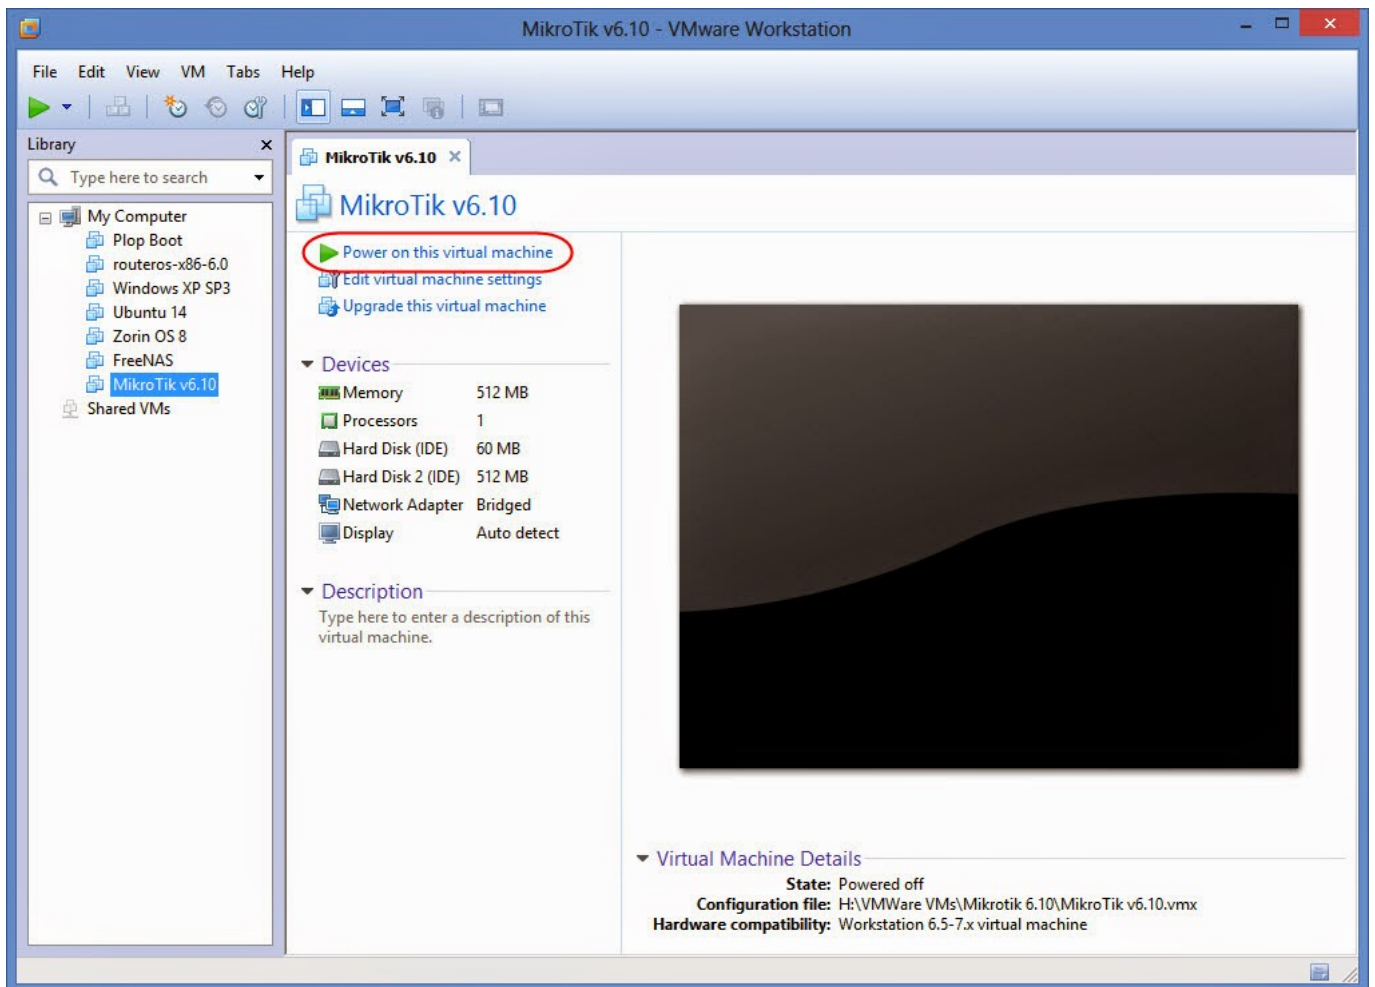 MikroTik v6.10 - VMware Workstation
File Edit View VM Tabs Help
Library
Type here to search
My Computer
Plop Boot
routeros-x86-6.0
Windows XP SP3
Ubuntu 14
Zorin OS 8
FreeNAS
MikroTik v6.10
Shared VMs
MikroTik v6.10
MikroTik v6.10
Power on this virtual machine
Edit virtual machine settings
Upgrade this virtual machine
Devices
Memory 512 MB
Processors 1
Hard Disk (IDE) 60 MB
Hard Disk 2 (IDE) 512 MB
Network Adapter Bridged
Display Auto detect
Description
Type here to enter a description of this
virtual machine.
Virtual Machine Details
State: Powered off
Configuration file: H:\VMWare VMs\Mikrotik 6.10\MikroTik v6.10.vmx
Hardware compatibility: Workstation 6.5-7.x virtual machine